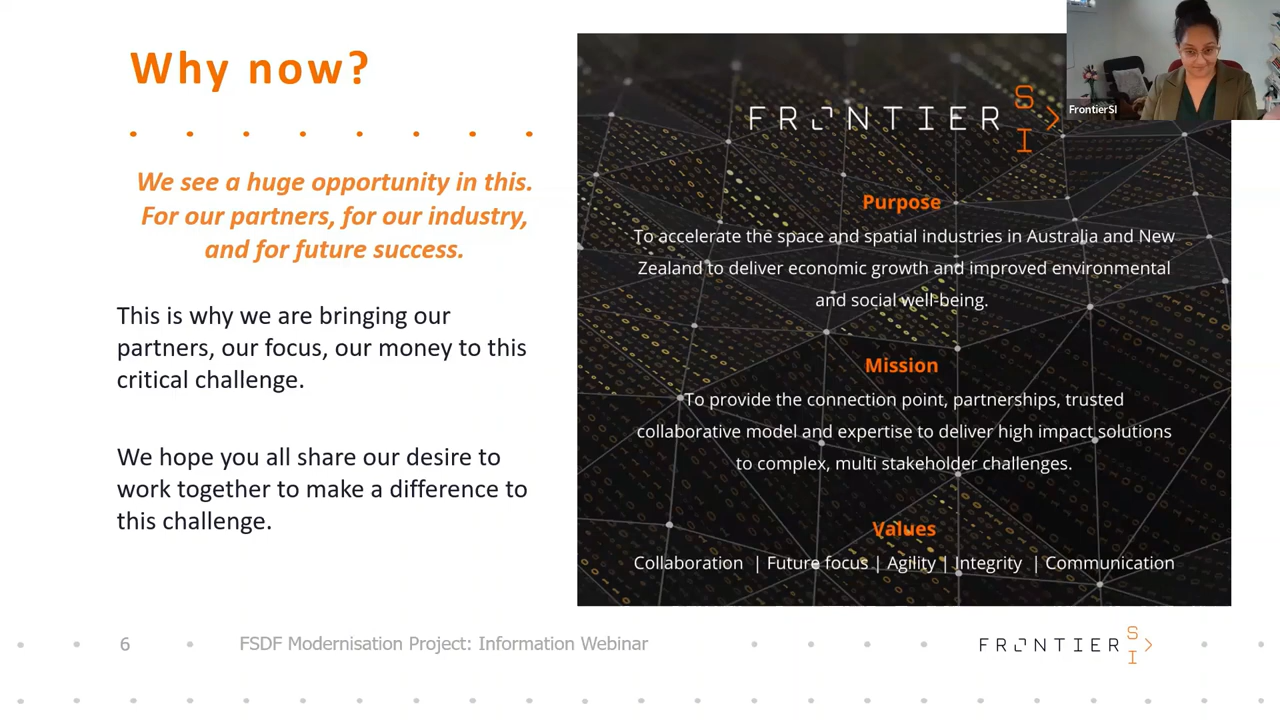 Why now?
We see a huge opportunity in this.
For our partners, for our industry,
and for future success.
This is why we are bringing our
partners, our focus, our money to this
critical challenge.
We hope you all share our desire to
work together to make a difference to
this challenge.
FRONTIER SI
Purpose
To accelerate the space and spatial industries in Australia and New
Zealand to deliver economic growth and improved environmental
and social well-being.
Mission
To provide the connection point, partnerships, trusted
collaborative model and expertise to deliver high impact solutions
to complex, multi stakeholder challenges.
Values
Collaboration | Future focus | Agility | Integrity | Communication
FrontierSI
6
FSDF Modernisation Project: Information Webinar
FRONTIER SI